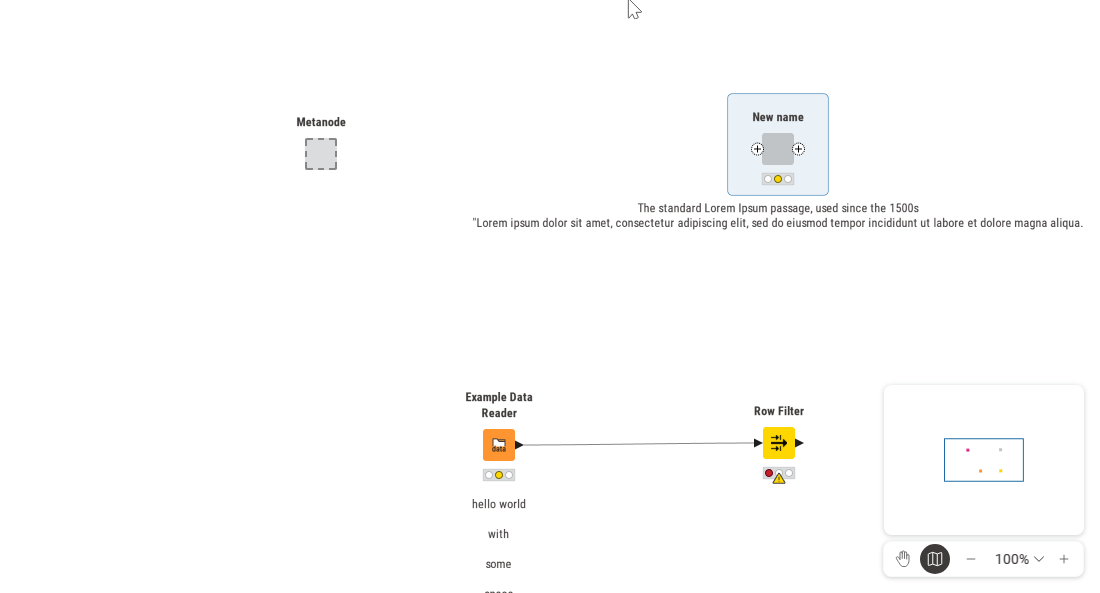 Metanode
New name
The standard Lorem Ipsum passage, used since the 1500s
"Lorem ipsum dolor sit amet, consectetur adipiscing elit, sed do eiusmod tempor incididunt ut labore et dolore magna aliqua.
Example Data
Reader
Row Filter
data
hello world
with
some
100%